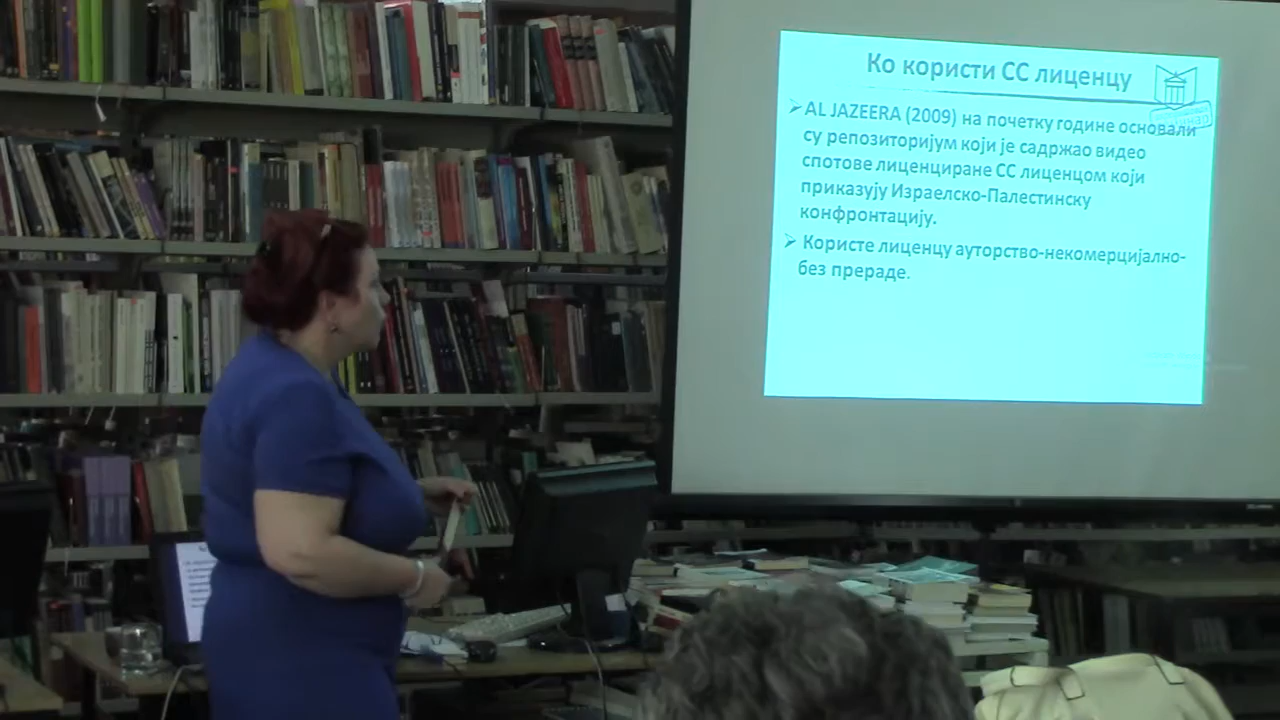 Ко користи СС лиценцу
AL JAZEERA (2009) на почетку године основали
су репозиторијум који је садржао видео
спотове лиценциране СС лиценцом који
приказују Израелско-Палестинску
конфронтацију.
Користе лиценцу ауторство-некомерцијално-
без прераде.